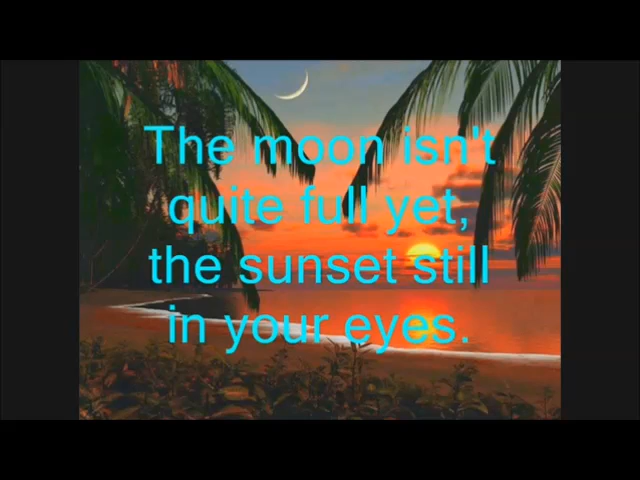 The moon isn't
quite full yet,
the sunset still
in your eyes.